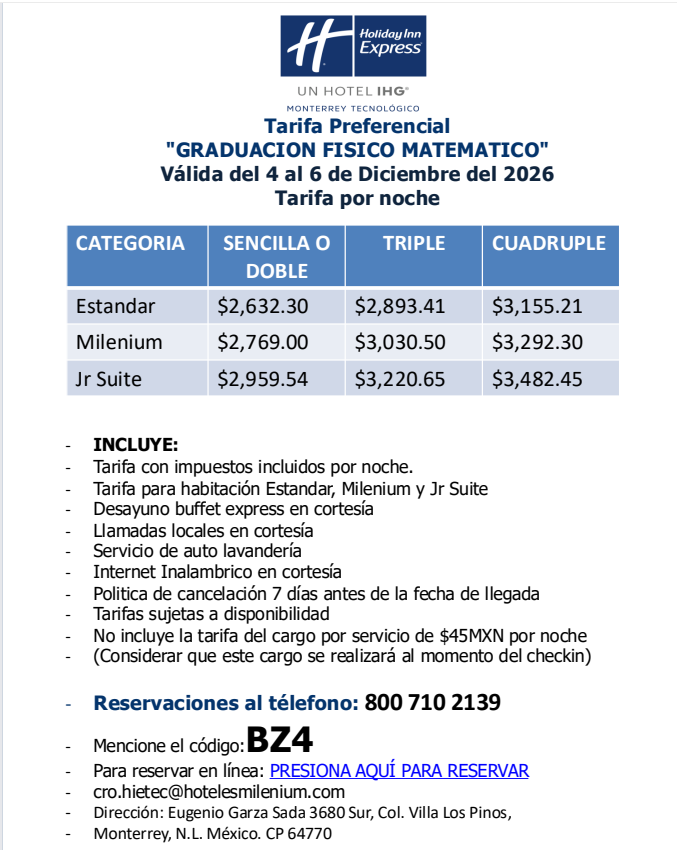 Holiday Inn
Express
UN HOTEL IHG®
MONTERREY TECNOLÓGICO
Tarifa Preferencial
"GRADUACION FISICO MATEMATICO"
Válida del 4 al 6 de Diciembre del 2026
Tarifa por noche
CATEGORIA SENCILLA O DOBLE TRIPLE CUADRUPLE
Estandar $2,632.30 $2,893.41 $3,155.21
Milenium $2,769.00 $3,030.50 $3,292.30
Jr Suite $2,959.54 $3,220.65 $3,482.45
- INCLUYE:
- Tarifa con impuestos incluidos por noche.
- Tarifa para habitación Estandar, Milenium y Jr Suite
- Desayuno buffet express en cortesía
- Llamadas locales en cortesía
- Servicio de auto lavandería
- Internet Inalambrico en cortesía
- Politica de cancelación 7 días antes de la fecha de llegada
- Tarifas sujetas a disponibilidad
- No incluye la tarifa del cargo por servicio de $45MXN por noche
- (Considerar que este cargo se realizará al momento del checkin)
- Reservaciones al télefono: 800 710 2139
- Mencione el código:BZ4
- Para reservar en línea: PRESIONA AQUÍ PARA RESERVAR
- cro.hietec@hotelesmilenium.com
- Dirección: Eugenio Garza Sada 3680 Sur, Col. Villa Los Pinos,
- Monterrey, N.L. México. CP 64770